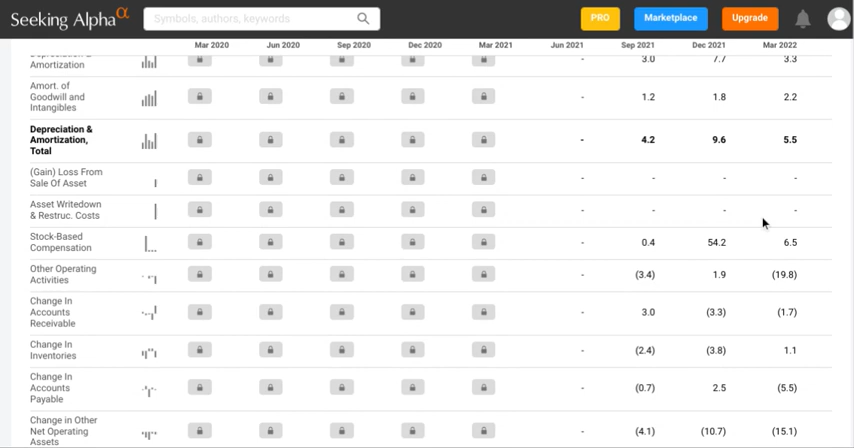 Seeking Alpha α
Symbols, authors, keywords
PRO
Marketplace
Upgrade
Mar 2020 Jun 2020 Sep 2020 Dec 2020 Mar 2021 Jun 2021 Sep 2021 Dec 2021 Mar 2022
Depreciation &
Amortization 3.0 7.7 3.3
Amort. of
Goodwill and - 1.2 1.8 2.2
Intangibles
Depreciation &
Amortization, - 4.2 9.6 5.5
Total
(Gain) Loss From
Sale Of Asset - - - -
Asset Writedown
& Restruc. Costs - - - -
Stock-Based
Compensation - 0.4 54.2 6.5
Other Operating
Activities - (3.4) 1.9 (19.8)
Change In
Accounts - 3.0 (3.3) (1.7)
Receivable
Change In
Inventories - (2.4) (3.8) 1.1
Change In
Accounts - (0.7) 2.5 (5.5)
Payable
Change in Other
Net Operating - (4.1) (10.7) (15.1)
Assets